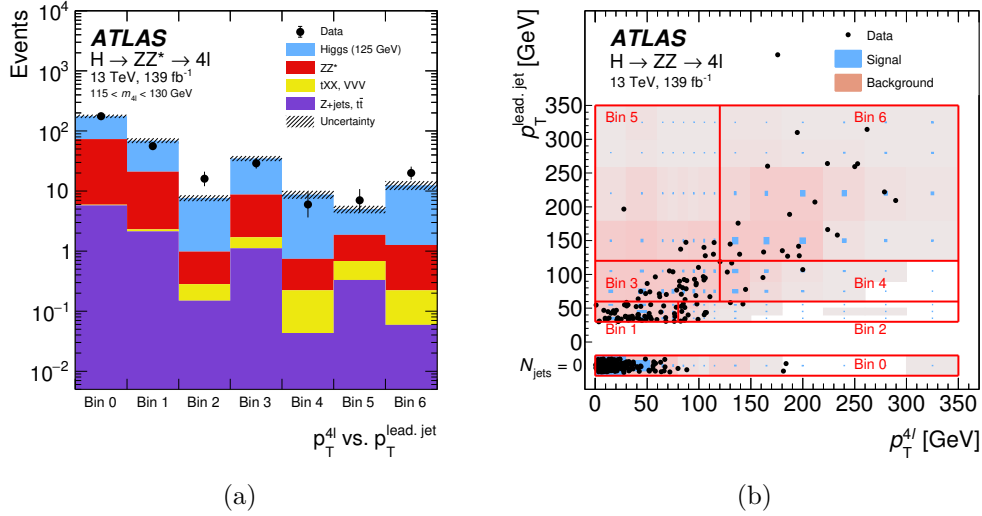 Events
10⁴
10³
10²
10
1
10⁻¹
10⁻²
ATLAS
H → ZZ* → 4l
13 TeV, 139 fb⁻¹
115 < m₄ₗ < 130 GeV
Data
Higgs (125 GeV)
ZZ*
tXX, VVV
Z+jets, tt̄
Uncertainty
Bin 0 Bin 1 Bin 2 Bin 3 Bin 4 Bin 5 Bin 6
p_T^4l vs. p_T^lead. jet
(a)
p_T^lead. jet [GeV]
ATLAS
H → ZZ → 4l
13 TeV, 139 fb⁻¹
Data
Signal
Background
350
300
250
200
150
100
50
0
N_jets = 0
Bin 5 Bin 6
Bin 3 Bin 4
Bin 1 Bin 2
Bin 0
0 50 100 150 200 250 300 350
p_T^4l [GeV]
(b)